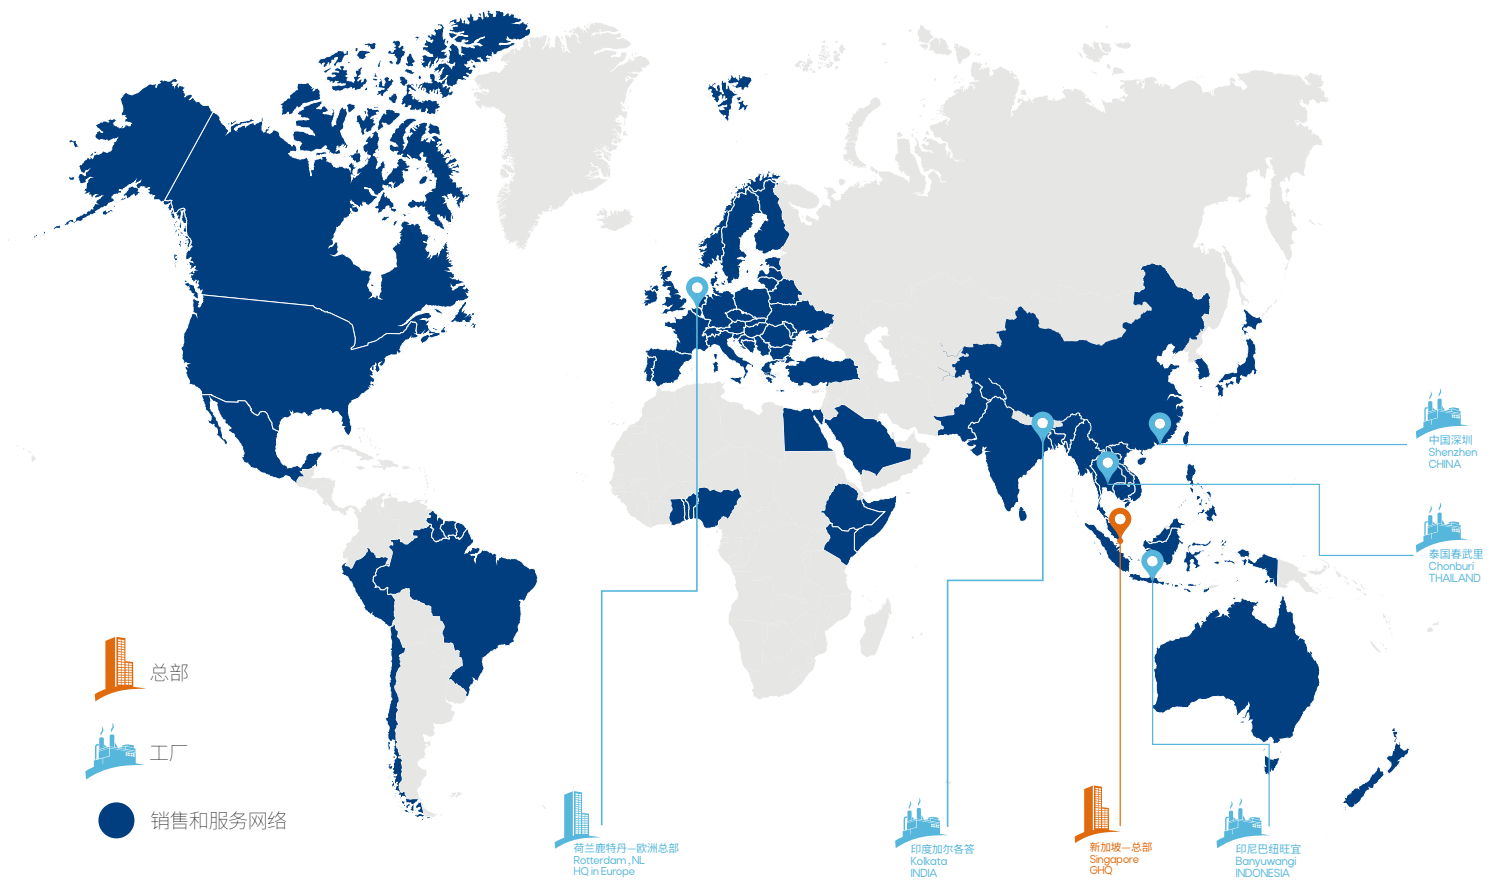 中国深圳
Shenzhen
CHINA
泰国春武里
Chonburi
THAILAND
总部
工厂
销售和服务网络
荷兰鹿特丹—欧洲总部
Rotterdam , NL
HQ in Europe
印度加尔各答
Kolkata
INDIA
新加坡—总部
Singapore
GHQ
印尼巴纽旺宜
Banyuwangi
INDONESIA